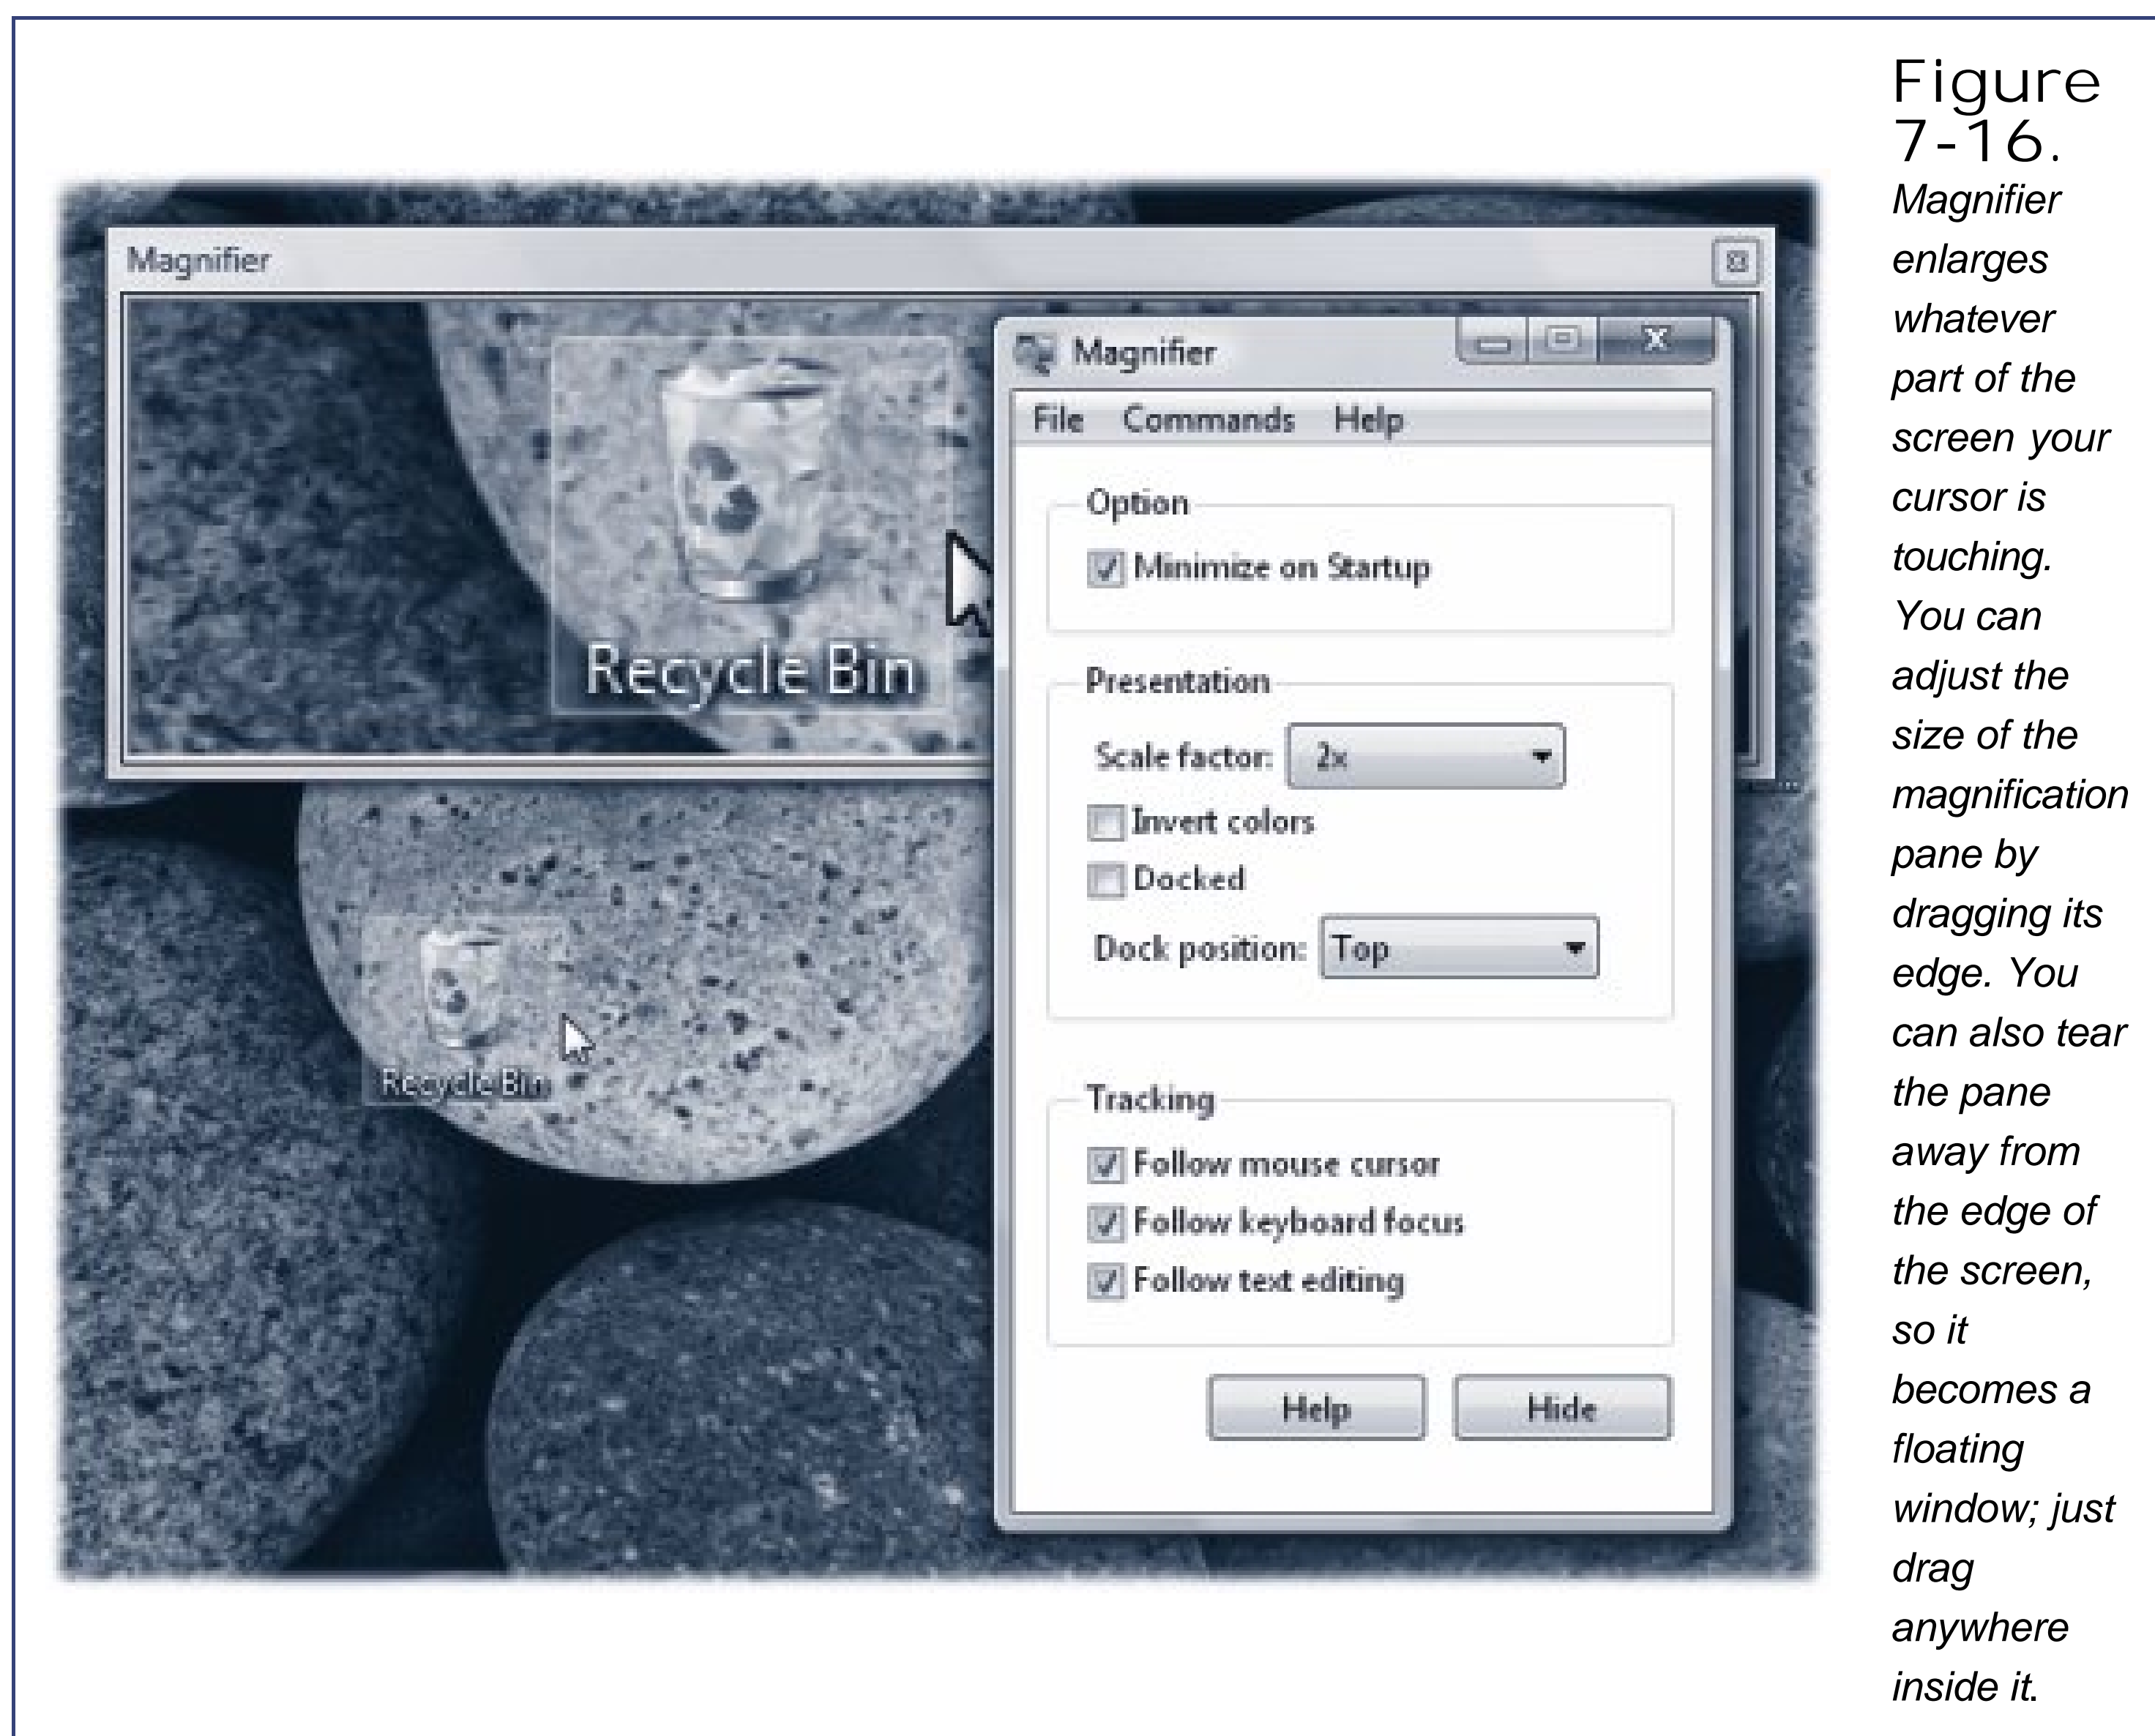 Magnifier
Recycle Bin
Magnifier
File Commands Help
Option
Minimize on Startup
Presentation
Scale factor: 2x
Invert colors
Docked
Dock position: Top
Tracking
Follow mouse cursor
Follow keyboard focus
Follow text editing
Help Hide
Recycle Bin
Figure
7-16.
Magnifier
enlarges
whatever
part of the
screen your
cursor is
touching.
You can
adjust the
size of the
magnification
pane by
dragging its
edge. You
can also tear
the pane
away from
the edge of
the screen,
so it
becomes a
floating
window; just
drag
anywhere
inside it.